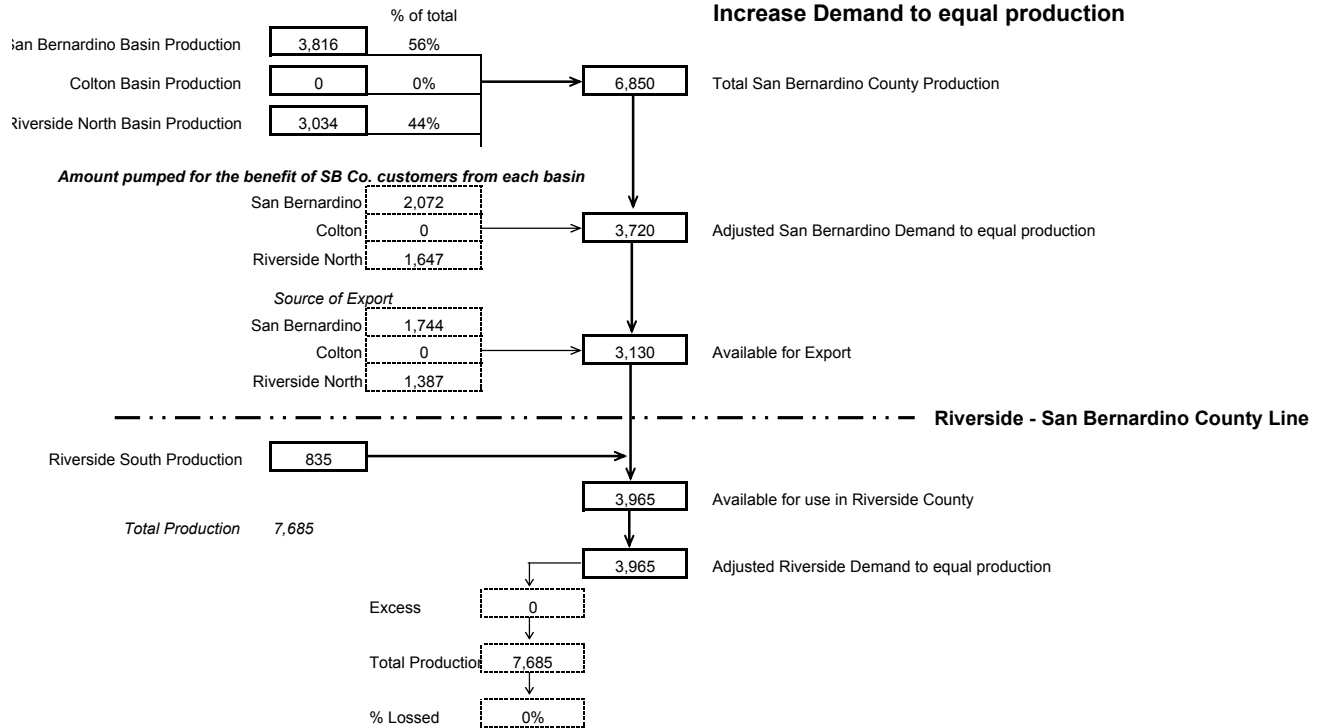 % of total
Increase Demand to equal production
San Bernardino Basin Production 3,816 56%
Colton Basin Production 0 0% 6,850 Total San Bernardino County Production
Riverside North Basin Production 3,034 44%
Amount pumped for the benefit of SB Co. customers from each basin
San Bernardino 2,072
Colton 0 3,720 Adjusted San Bernardino Demand to equal production
Riverside North 1,647
Source of Export
San Bernardino 1,744
Colton 0 3,130 Available for Export
Riverside North 1,387
Riverside - San Bernardino County Line
Riverside South Production 835
3,965 Available for use in Riverside County
Total Production 7,685
3,965 Adjusted Riverside Demand to equal production
Excess 0
Total Production 7,685
% Lossed 0%